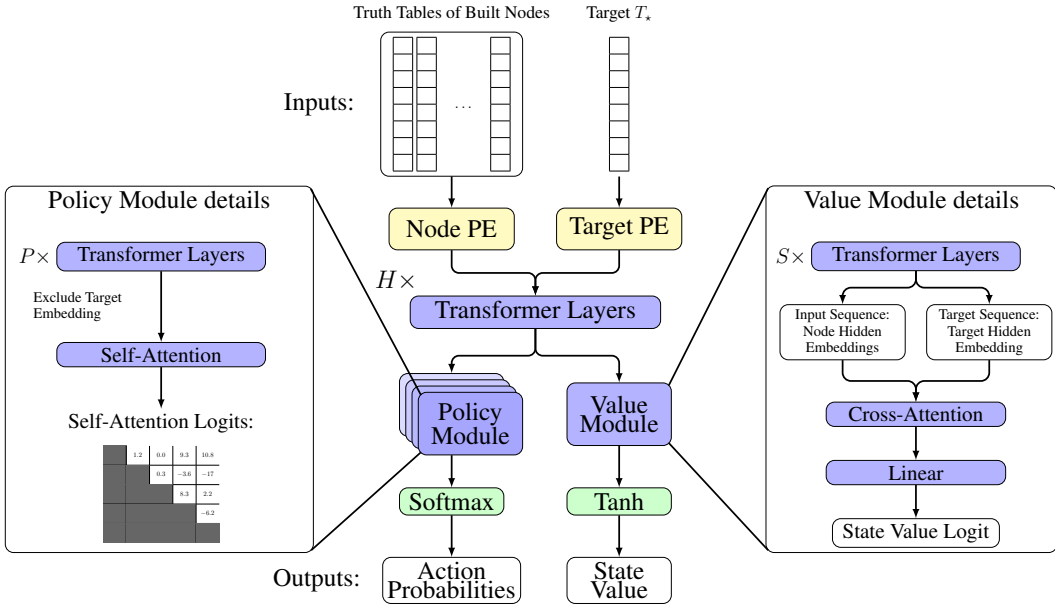 Truth Tables of Built Nodes
Target T⋆
Inputs:
...
Node PE
Target PE
H×
Transformer Layers
Policy
Module
Value
Module
Softmax
Tanh
Outputs:
Action
Probabilities
State
Value
Policy Module details
P×
Transformer Layers
Exclude Target
Embedding
Self-Attention
Self-Attention Logits:
1.2 0.0 9.3 10.8
0.3 −3.6 −17
8.3 2.2
−6.2
Value Module details
S×
Transformer Layers
Input Sequence:
Node Hidden
Embeddings
Target Sequence:
Target Hidden
Embedding
Cross-Attention
Linear
State Value Logit